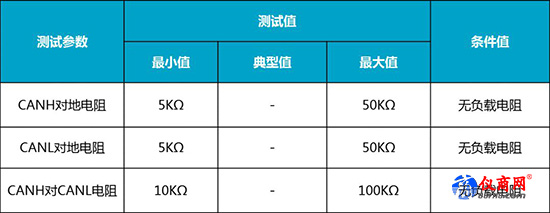 测试参数 测试值 条件值
最小值 典型值 最大值
CANH对地电阻 5KΩ - 50KΩ 无负载电阻
CANL对地电阻 5KΩ - 50KΩ 无负载电阻
CANH对CANL电阻 10KΩ - 100KΩ 无负载电阻
仪商网®